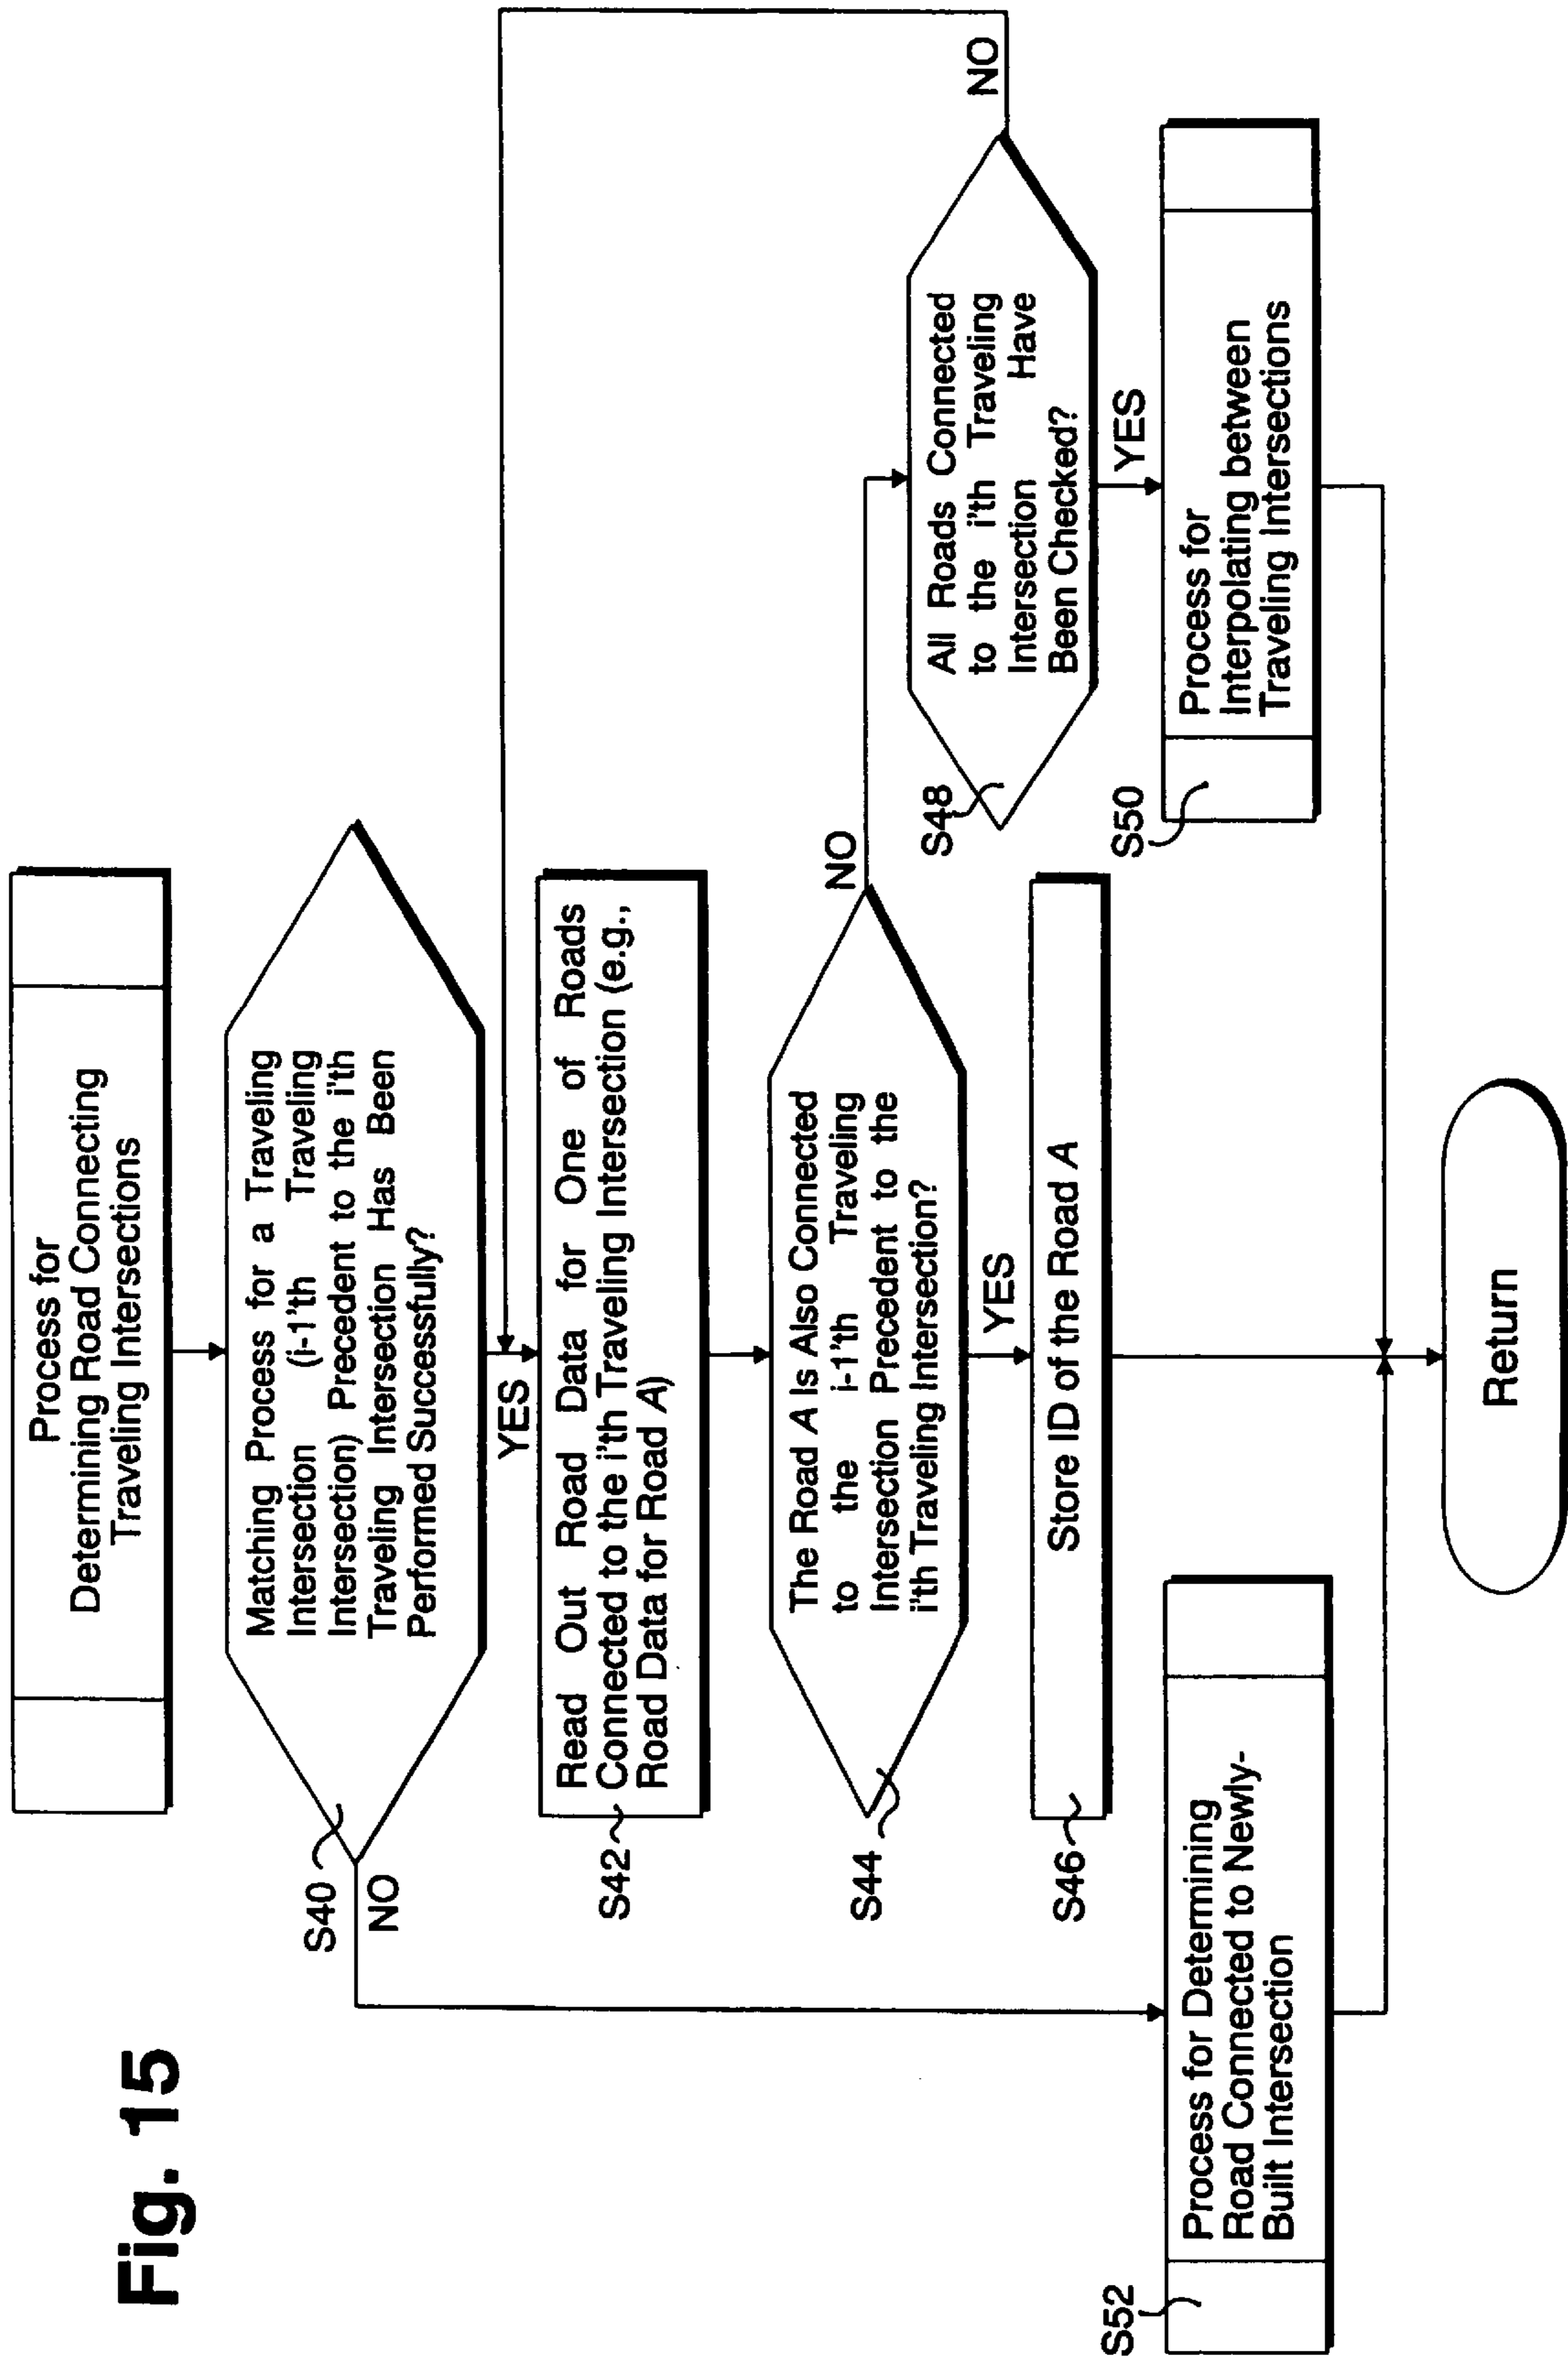 Fig. 15
Process for
Determining Road Connecting
Traveling Intersections
S40
Matching Process for a Traveling
Intersection (i-1'th Traveling
Intersection) Precedent to the i'th
Traveling Intersection Has Been
Performed Successfully?
NO
YES
S42
Read Out Road Data for One of Roads
Connected to the i'th Traveling Intersection (e.g.,
Road Data for Road A)
S44
The Road A Is Also Connected
to the i-1'th Traveling
Intersection Precedent to the
i'th Traveling Intersection?
NO
YES
S46
Store ID of the Road A
S48
All Roads Connected
to the i'th Traveling
Intersection Have
Been Checked?
NO
YES
S50
Process for
Interpolating between
Traveling Intersections
S52
Process for Determining
Road Connected to Newly-
Built Intersection
Return